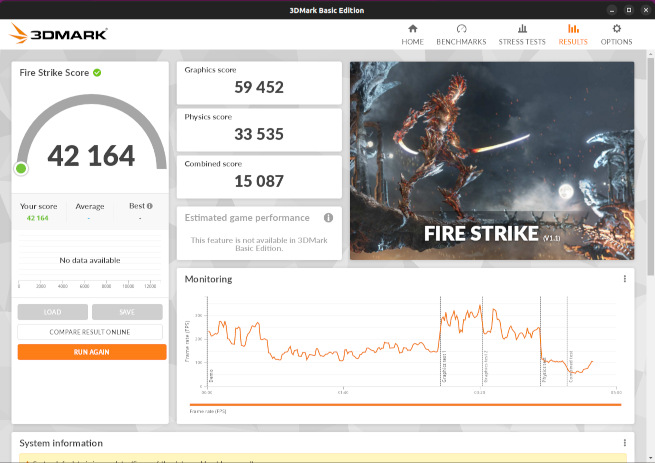 3DMark Basic Edition
3DMARK
HOME
BENCHMARKS
STRESS TESTS
RESULTS
OPTIONS
Fire Strike Score
42 164
Your score
42 164
Average
-
Best
-
No data available
0 2000 4000 6000 8000 10000 12000
LOAD
SAVE
COMPARE RESULT ONLINE
RUN AGAIN
Graphics score
59 452
Physics score
33 535
Combined score
15 087
Estimated game performance
This feature is not available in 3DMark
Basic Edition.
FIRE STRIKE (V1.1)
Monitoring
Frame rate (FPS)
Demo
Graphics test 1
Graphics test 2
Combined test
00:00 01:40 03:20 05:00
Frame rate (FPS)
System information